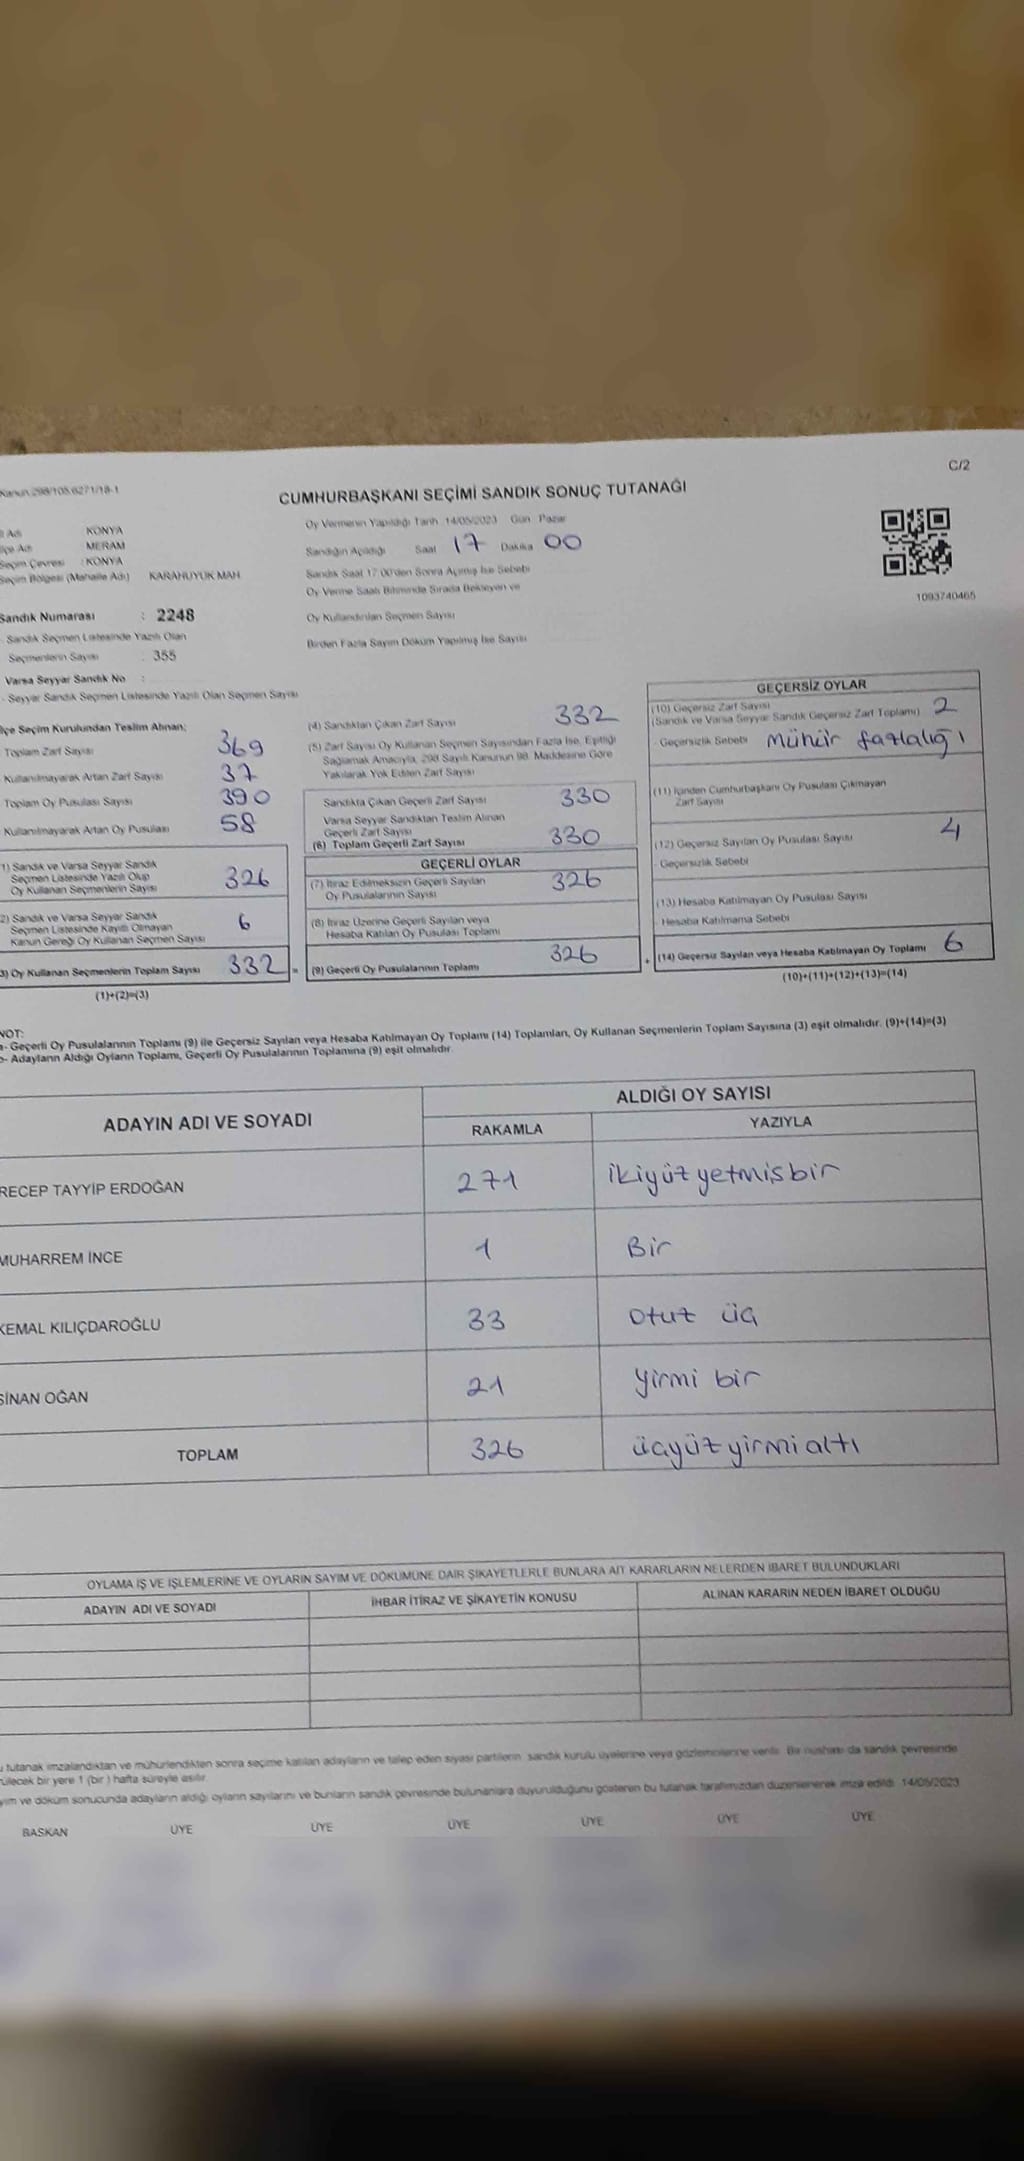 C/2
Kanun 298/105.6271/18-1
CUMHURBAŞKANI SEÇİMİ SANDIK SONUÇ TUTANAĞI
Oy Vermenin Yapıldığı Tarih 14/05/2023 Gün Pazar
Sandığın Açıldığı Saat 17 Dakika 00
Sandık Saat 17.00'den Sonra Açımış İse Sebebi
Oy Verme Saati Bitiminde Sırada Bekleyen ve
Oy Kullandırılan Seçmen Sayısı
Birden Fazla Sayım Döküm Yapılmış İse Sayısı
1093740465
Adı KONYA
İlçe Adı MERAM
Seçim Çevresi : KONYA
Seçim Bölgesi (Mahalle Adı) KARAHÜYÜK MAH
Sandık Numarası : 2248
Sandık Seçmen Listesinde Yazılı Olan
Seçmenlerin Sayısı : 355
Varsa Seyyar Sandık No :
- Seyyar Sandık Seçmen Listesinde Yazılı Olan Seçmen Sayısı
İlçe Seçim Kurulundan Teslim Alınan;
Toplam Zarf Sayısı 369
Kullanılmayarak Artan Zarf Sayısı 37
Toplam Oy Pusulası Sayısı 390
Kullanılmayarak Artan Oy Pusulası 58
1) Sandık ve Varsa Seyyar Sandık
Seçmen Listesinde Yazılı Olup
Oy Kullanan Seçmenlerin Sayısı 326
2) Sandık ve Varsa Seyyar Sandık
Seçmen Listesinde Kayıtlı Olmayan
Kanun Gereği Oy Kullanan Seçmen Sayısı 6
3) Oy Kullanan Seçmenlerin Toplam Sayısı 332 =
(1)+(2)=(3)
(4) Sandıktan Çıkan Zarf Sayısı 332
(5) Zarf Sayısı Oy Kullanan Seçmen Sayısından Fazla İse, Eşitliği
Sağlamak Amacıyla, 298 Sayılı Kanunun 98. Maddesine Göre
Yakılarak Yok Edilen Zarf Sayısı
Sandıkta Çıkan Geçerli Zarf Sayısı 330
Varsa Seyyar Sandıktan Teslim Alınan
Geçerli Zarf Sayısı
(6) Toplam Geçerli Zarf Sayısı 330
GEÇERLİ OYLAR
(7) İtiraz Edilmeksizin Geçerli Sayılan
Oy Pusulalarının Sayısı 326
(8) İtiraz Üzerine Geçerli Sayılan veya
Hesaba Katılan Oy Pusulası Toplamı
(9) Geçerli Oy Pusulalarının Toplamı 326 +
GEÇERSİZ OYLAR
(10) Geçersiz Zarf Sayısı
(Sandık ve Varsa Seyyar Sandık Geçersiz Zarf Toplamı) 2
- Geçersizlik Sebebi Mühür fazlalığı
(11) İçinden Cumhurbaşkanı Oy Pusulası Çıkmayan
Zarf Sayısı
(12) Geçersiz Sayılan Oy Pusulası Sayısı 4
- Geçersizlik Sebebi
(13) Hesaba Katılmayan Oy Pusulası Sayısı
- Hesaba Katılmama Sebebi
(14) Geçersiz Sayılan veya Hesaba Katılmayan Oy Toplamı 6
(10)+(11)+(12)+(13)=(14)
NOT:
a- Geçerli Oy Pusulalarının Toplamı (9) ile Geçersiz Sayılan veya Hesaba Katılmayan Oy Toplamı (14) Toplamları, Oy Kullanan Seçmenlerin Toplam Sayısına (3) eşit olmalıdır. (9)+(14)=(3)
b- Adayların Aldığı Oyların Toplamı, Geçerli Oy Pusulalarının Toplamına (9) eşit olmalıdır.
ADAYIN ADI VE SOYADI ALDIĞI OY SAYISI
RAKAMLA YAZIYLA
RECEP TAYYİP ERDOĞAN 271 ikiyüz yetmiş bir
MUHARREM İNCE 1 Bir
KEMAL KILIÇDAROĞLU 33 otuz üç
SİNAN OĞAN 21 yirmi bir
TOPLAM 326 üçyüz yirmi altı
OYLAMA İŞ VE İŞLEMLERİNE VE OYLARIN SAYIM VE DÖKÜMÜNE DAİR ŞİKAYETLERLE BUNLARA AİT KARARLARIN NELERDEN İBARET BULUNDUKLARI
ADAYIN ADI VE SOYADI İHBAR İTİRAZ VE ŞİKAYETİN KONUSU ALINAN KARARIN NEDEN İBARET OLDUĞU
tutanak imzalandıktan ve mühürlendikten sonra seçime katılan adayların ve talep eden siyasi partilerin sandık kurulu üyelerine veya gözlemcilerine verilir. Bir nüshası da sandık çevresinde
bir yere 1 (bir) hafta süreyle asılır.
ve döküm sonucunda adayların aldığı oyların sayılarını ve bunların sandık çevresinde bulunanlara duyurulduğunu gösteren bu tutanak tarafımızdan düzenlenerek imza edildi. 14/05/2023
BAŞKAN ÜYE ÜYE ÜYE ÜYE ÜYE ÜYE